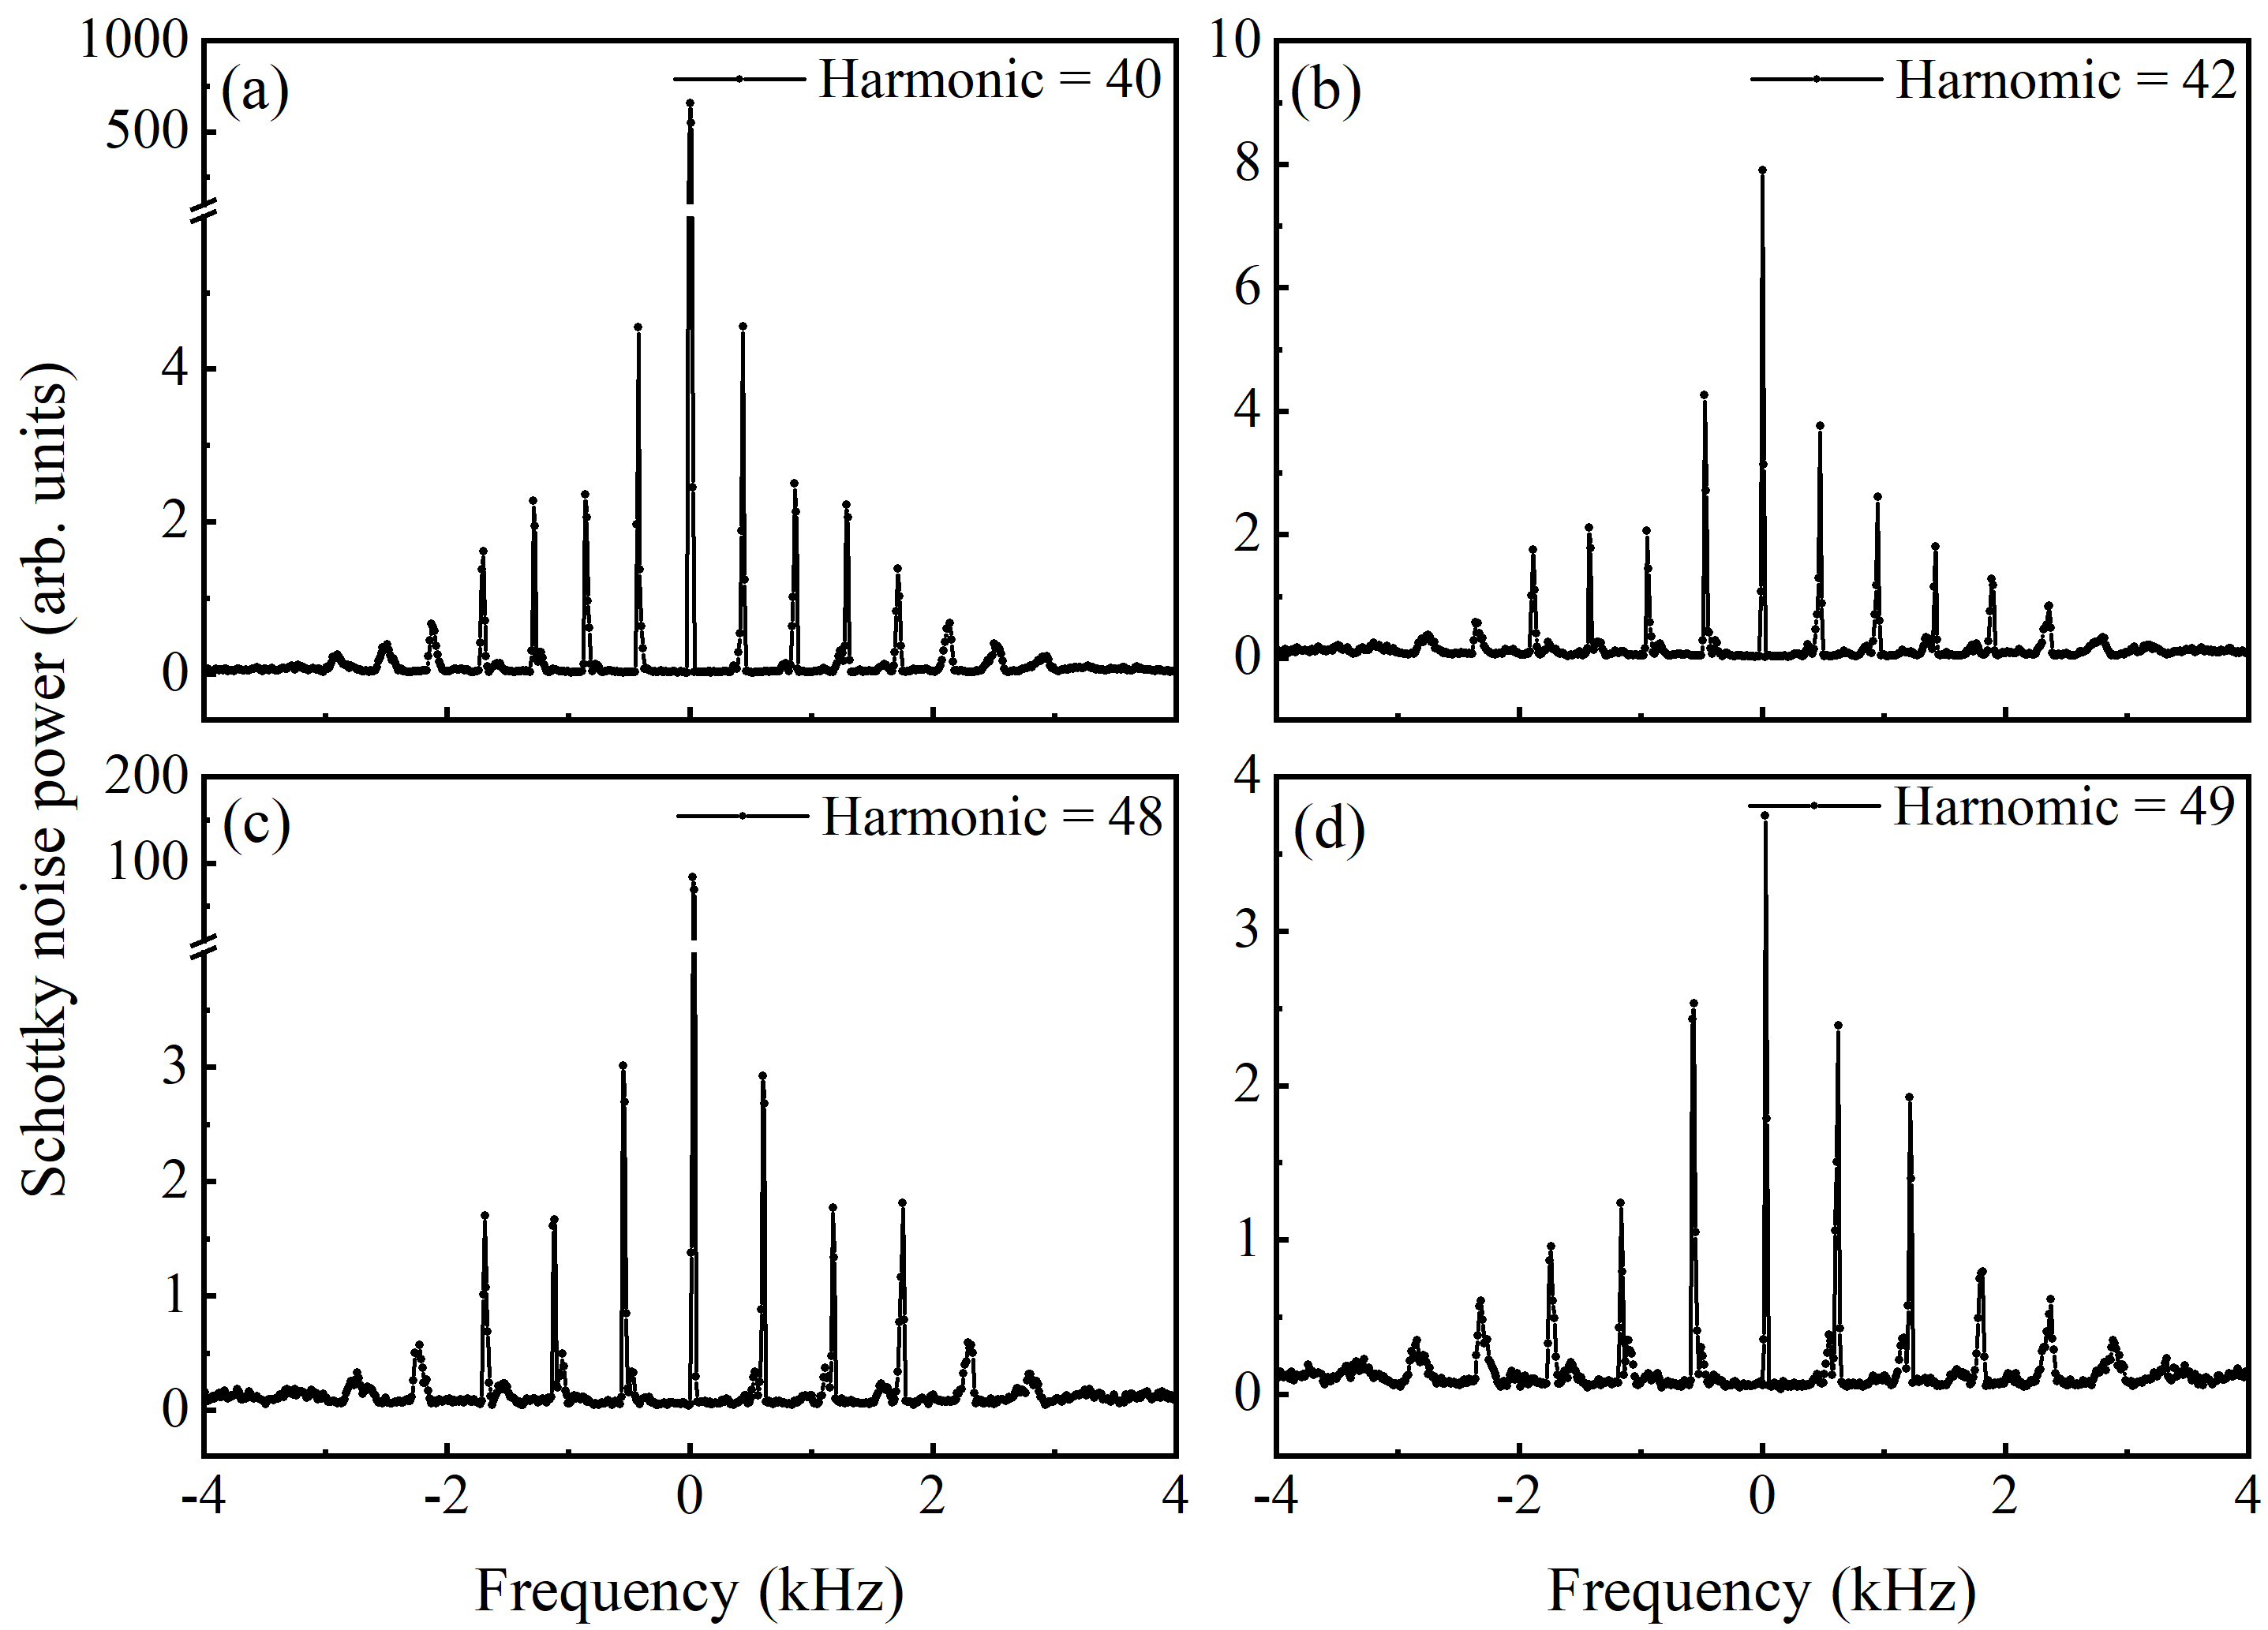 Schottky noise power (arb. units)
1000
500
4
2
0
(a)
Harmonic = 40
10
8
6
4
2
0
(b)
Harnomic = 42
200
100
3
2
1
0
(c)
Harmonic = 48
4
3
2
1
0
(d)
Harnomic = 49
-4 -2 0 2 4
-4 -2 0 2 4
Frequency (kHz)
Frequency (kHz)